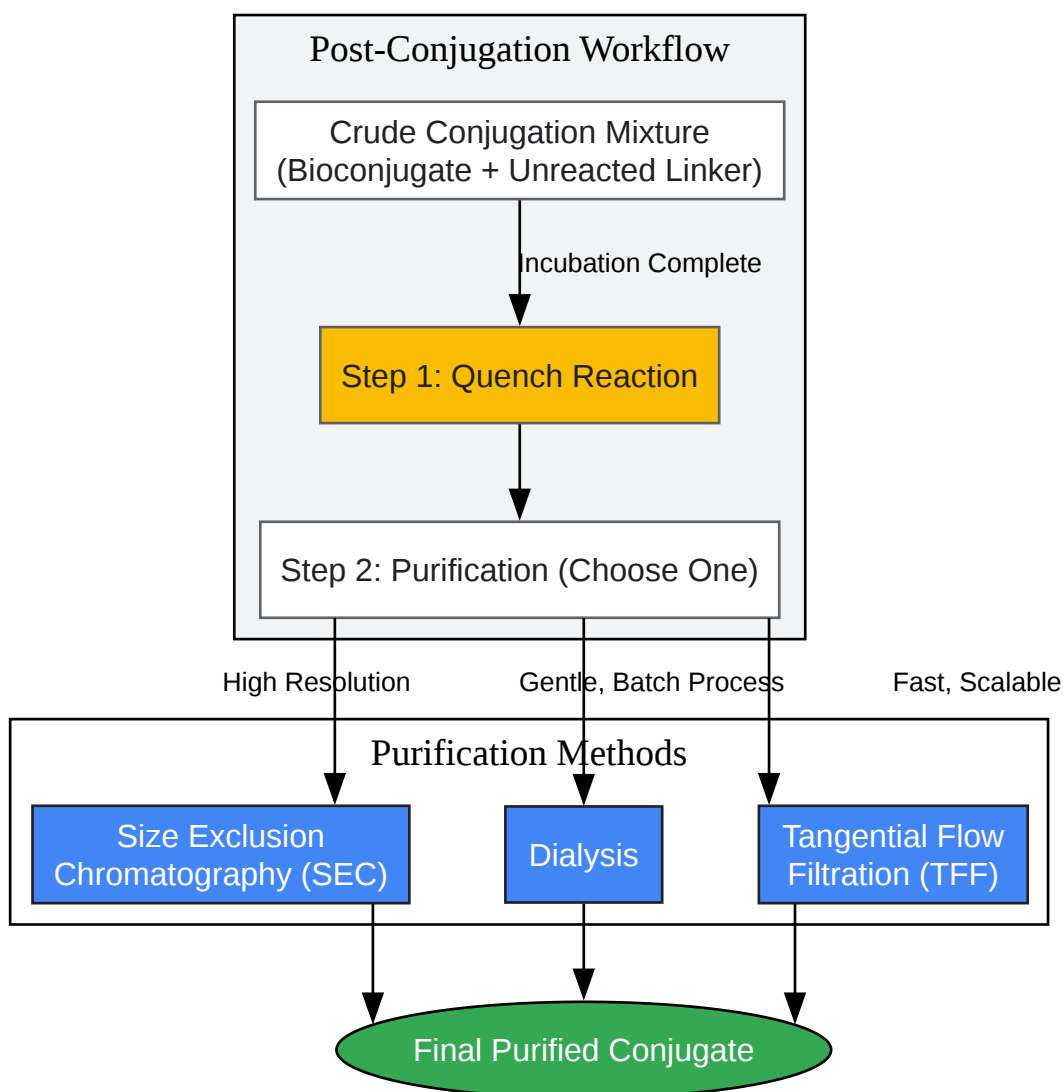 Post-Conjugation Workflow
Crude Conjugation Mixture
(Bioconjugate + Unreacted Linker)
Incubation Complete
Step 1: Quench Reaction
Step 2: Purification (Choose One)
High Resolution
Gentle, Batch Process
Fast, Scalable
Purification Methods
Size Exclusion
Chromatography (SEC)
Dialysis
Tangential Flow
Filtration (TFF)
Final Purified Conjugate